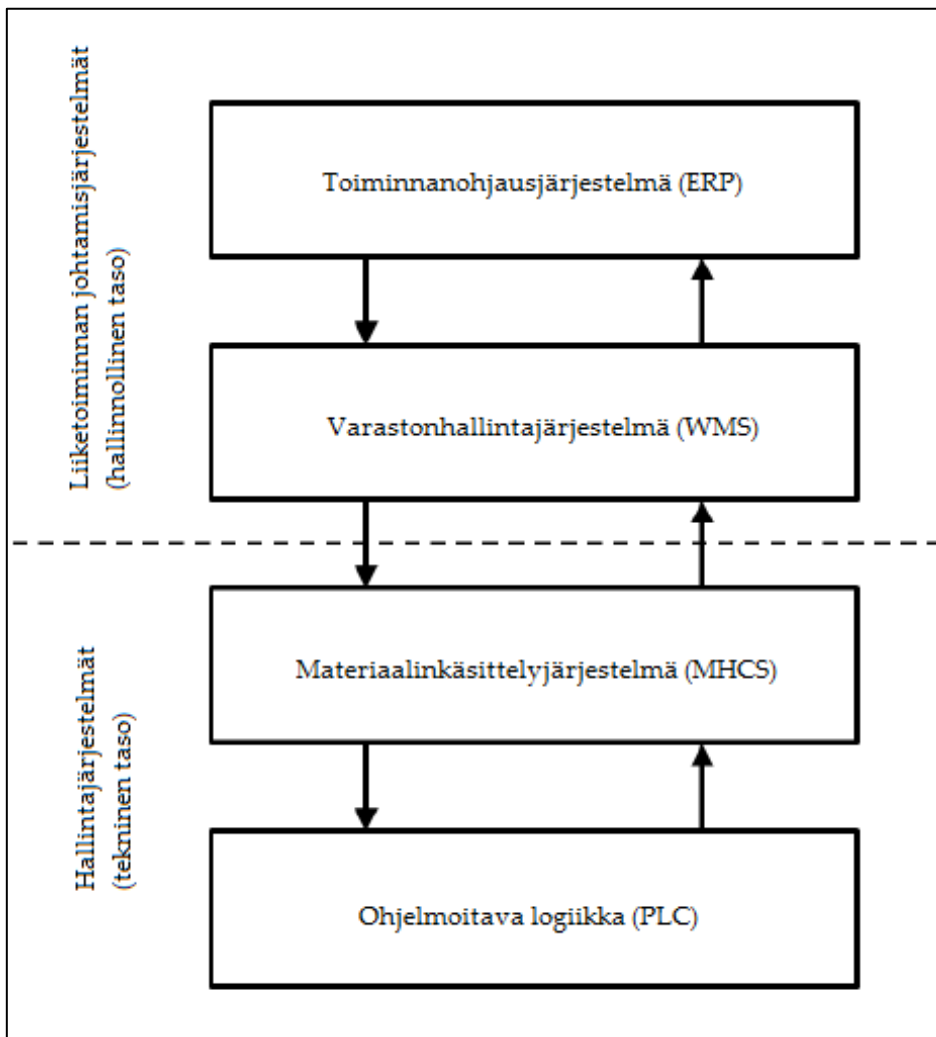 Liiketoiminnan johtamisjärjestelmät
(hallinnollinen taso)
Toiminnanohjausjärjestelmä (ERP)
Varastonhallintajärjestelmä (WMS)
Hallintajärjestelmät
(tekninen taso)
Materiaalinkäsittelyjärjestelmä (MHCS)
Ohjelmoitava logiikka (PLC)